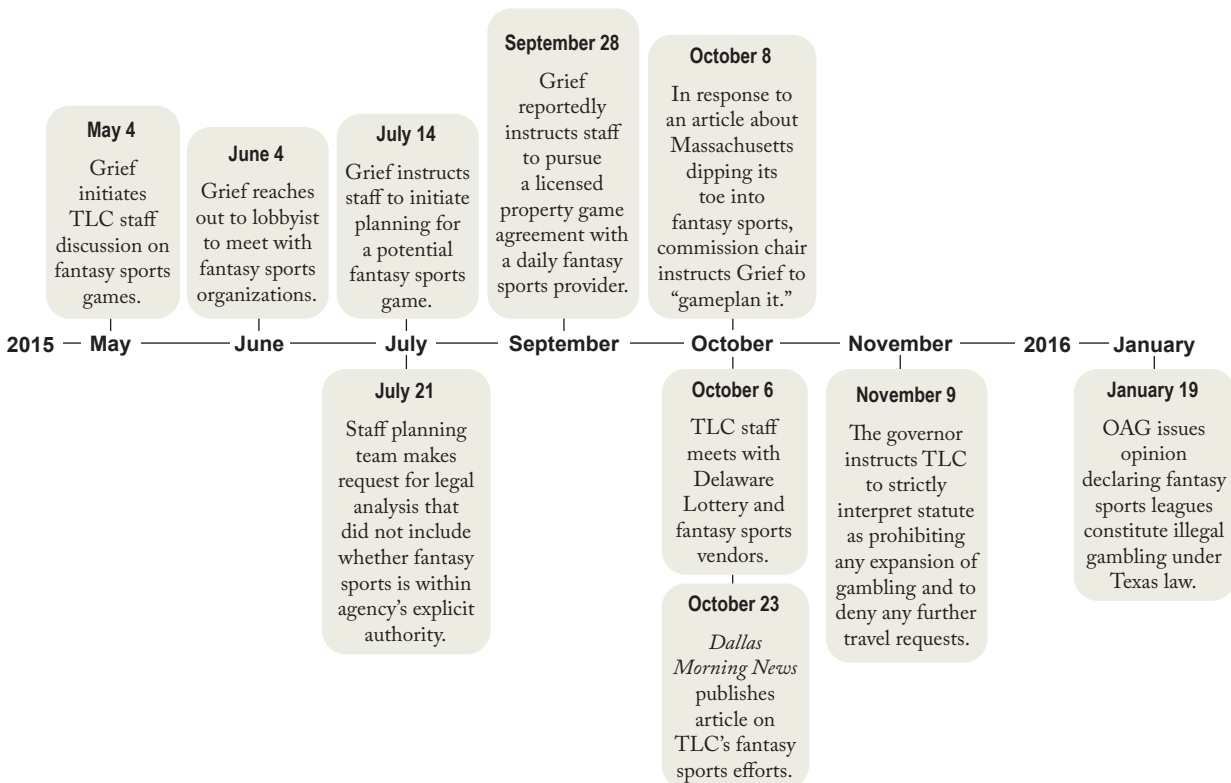 May 4
Grief
initiates
TLC staff
discussion on
fantasy sports
games.
June 4
Grief reaches
out to lobbyist
to meet with
fantasy sports
organizations.
July 14
Grief instructs
staff to initiate
planning for
a potential
fantasy sports
game.
September 28
Grief
reportedly
instructs staff
to pursue
a licensed
property game
agreement with
a daily fantasy
sports provider.
October 8
In response to
an article about
Massachusetts
dipping its
toe into
fantasy sports,
commission chair
instructs Grief to
“gameplan it.”
2015 May June July September October November 2016 January
July 21
Staff planning
team makes
request for legal
analysis that
did not include
whether fantasy
sports is within
agency’s explicit
authority.
October 6
TLC staff
meets with
Delaware
Lottery and
fantasy sports
vendors.
October 23
Dallas
Morning News
publishes
article on
TLC’s fantasy
sports efforts.
November 9
The governor
instructs TLC
to strictly
interpret statute
as prohibiting
any expansion of
gambling and to
deny any further
travel requests.
January 19
OAG issues
opinion
declaring fantasy
sports leagues
constitute illegal
gambling under
Texas law.